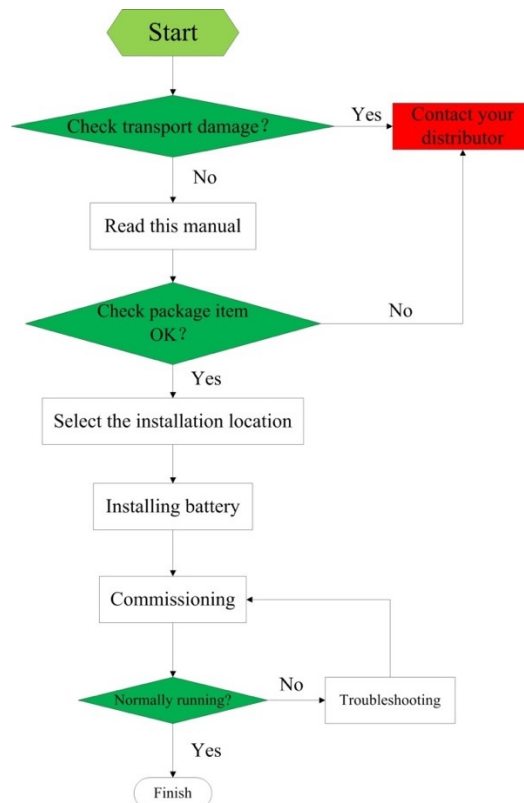 Start
Check transport damage?
Yes
Contact your
distributor
No
Read this manual
Check package item
OK?
No
Yes
Select the installation location
Installing battery
Commissioning
Normally running?
No
Troubleshooting
Yes
Finish